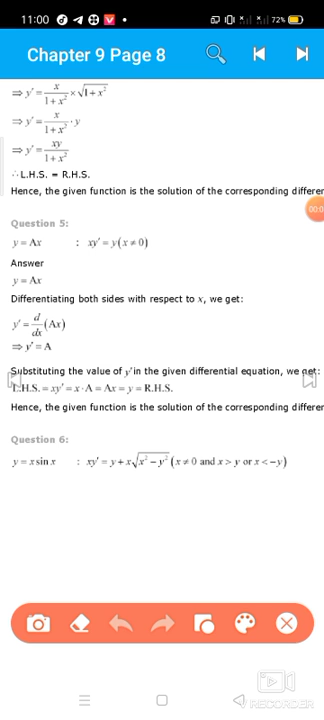 11:00
72%
Chapter 9 Page 8
⇒ y' = x/(1+x²) × √(1+x²)
⇒ y' = x/(1+x²) · y
⇒ y' = xy/(1+x²)
∴ L.H.S. = R.H.S.
Hence, the given function is the solution of the corresponding differer
00:0
Question 5:
y = Ax : xy' = y (x ≠ 0)
Answer
y = Ax
Differentiating both sides with respect to x, we get:
y' = d/dx (Ax)
⇒ y' = A
Substituting the value of y' in the given differential equation, we get:
L.H.S. = xy' = x · A = Ax = y = R.H.S.
Hence, the given function is the solution of the corresponding differer
Question 6:
y = x sin x : xy' = y + x√(x² − y²) (x ≠ 0 and x > y or x < −y)
RECORDER